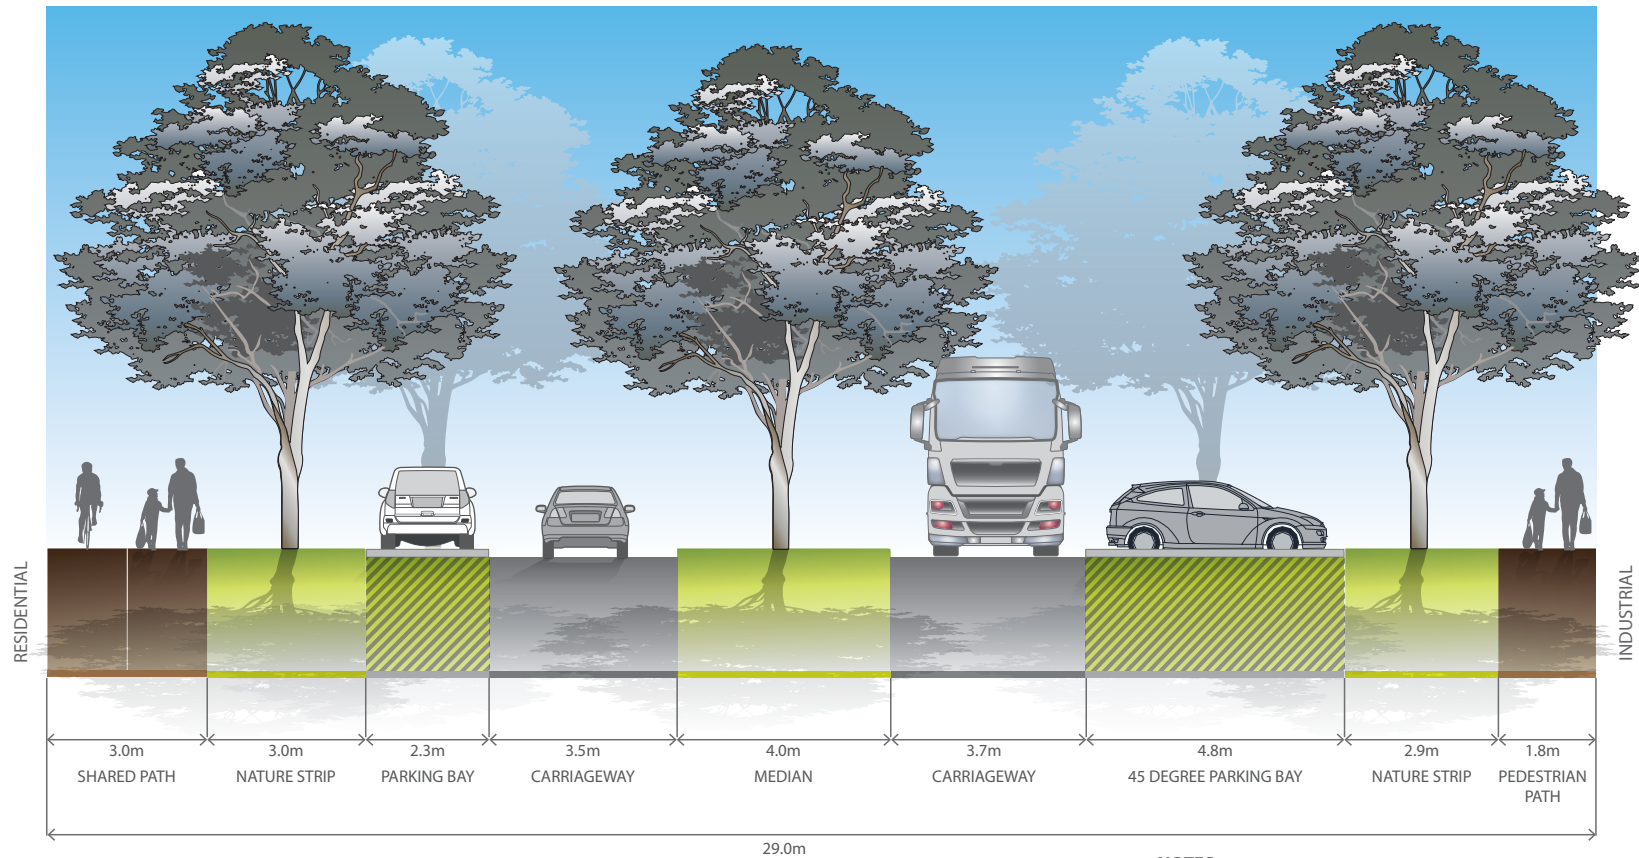 RESIDENTIAL
INDUSTRIAL
3.0m
3.0m
2.3m
3.5m
4.0m
3.7m
4.8m
2.9m
1.8m
SHARED PATH
NATURE STRIP
PARKING BAY
CARRIAGEWAY
MEDIAN
CARRIAGEWAY
45 DEGREE PARKING BAY
NATURE STRIP
PEDESTRIAN
PATH
29.0m